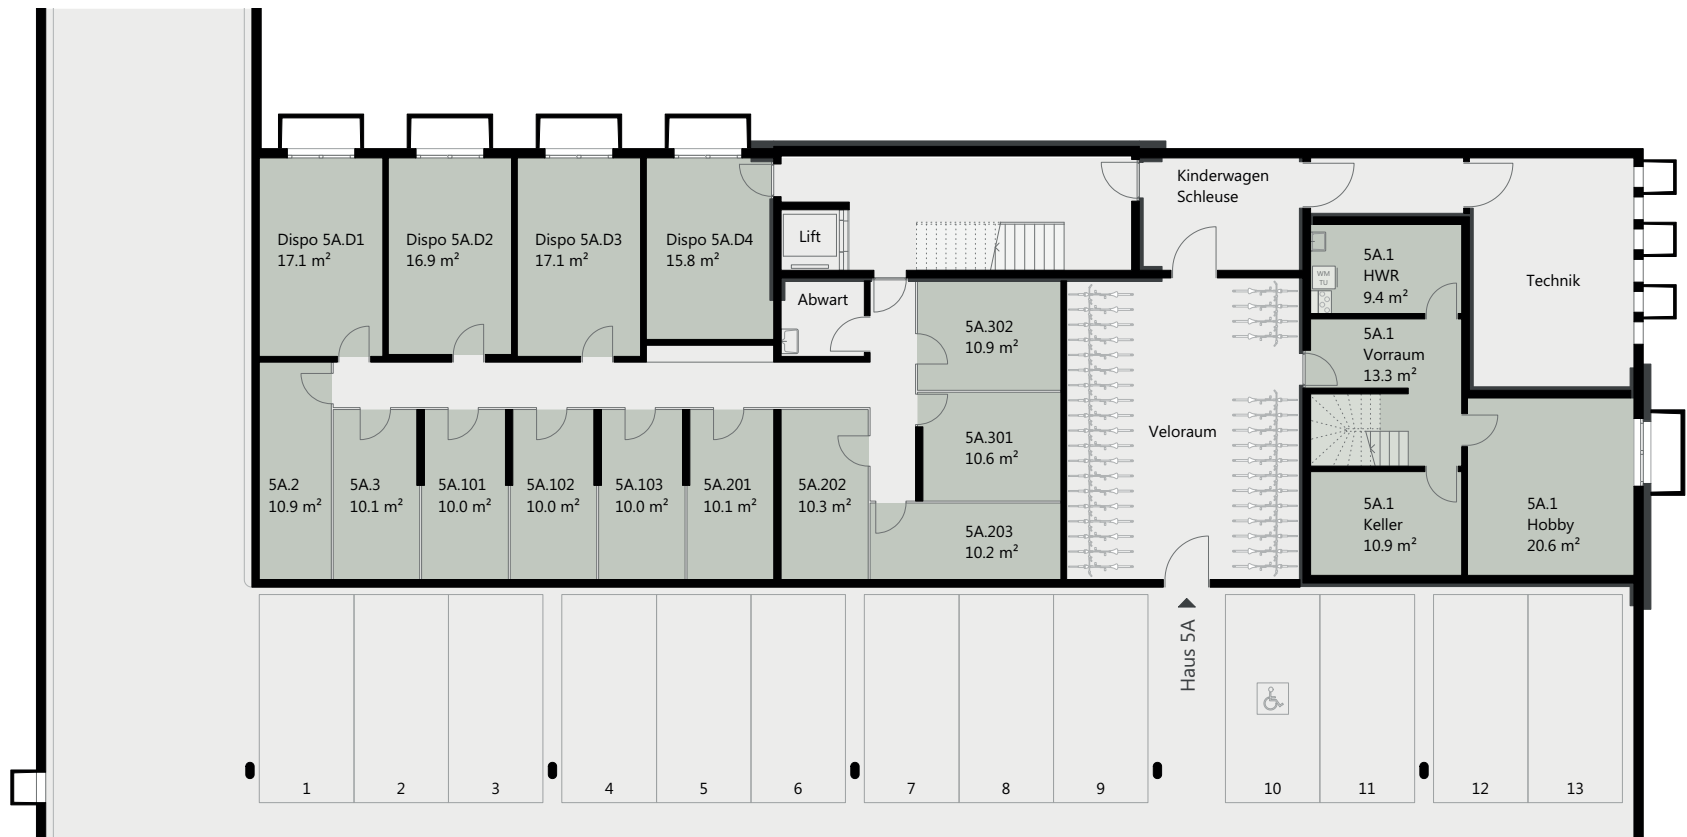 Kinderwagen
Schleuse
Dispo 5A.D1
17.1 m²
Dispo 5A.D2
16.9 m²
Dispo 5A.D3
17.1 m²
Dispo 5A.D4
15.8 m²
Lift
Abwart
5A.1
HWR
9.4 m²
WM
TU
Technik
5A.302
10.9 m²
5A.1
Vorraum
13.3 m²
5A.301
10.6 m²
Veloraum
5A.2
10.9 m²
5A.3
10.1 m²
5A.101
10.0 m²
5A.102
10.0 m²
5A.103
10.0 m²
5A.201
10.1 m²
5A.202
10.3 m²
5A.203
10.2 m²
5A.1
Keller
10.9 m²
5A.1
Hobby
20.6 m²
Haus 5A
1
2
3
4
5
6
7
8
9
10
11
12
13